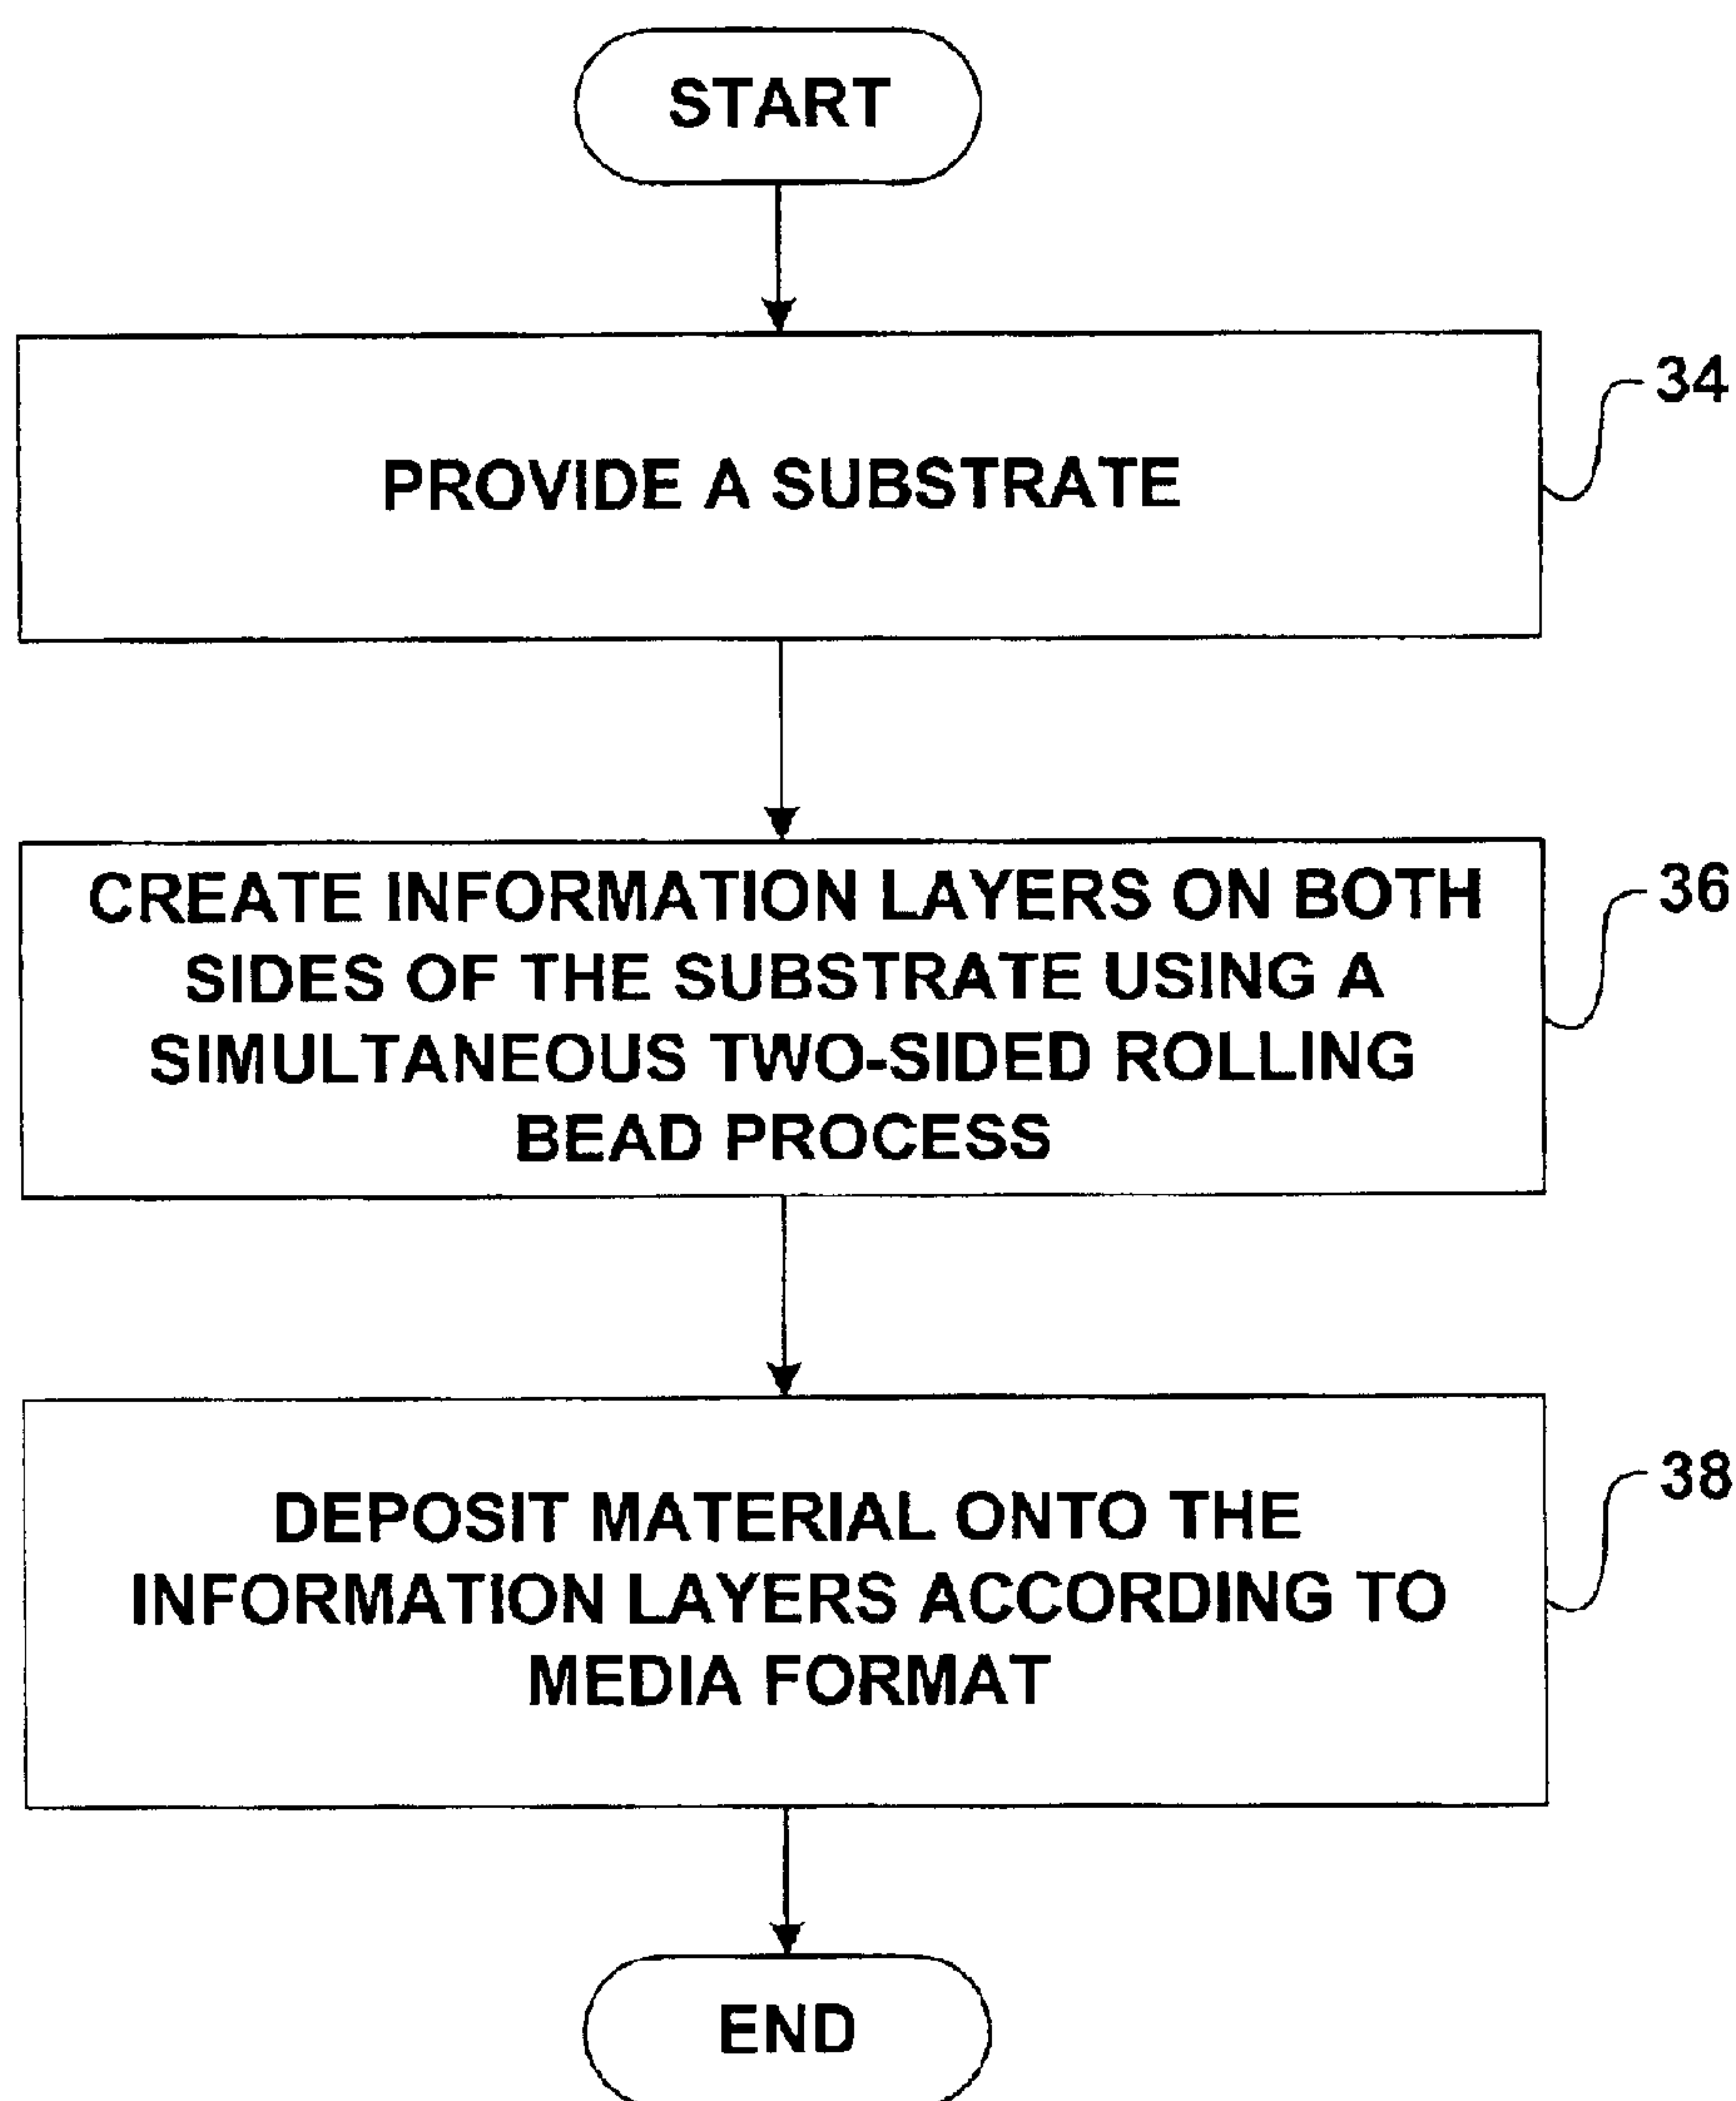 START
PROVIDE A SUBSTRATE
34
CREATE INFORMATION LAYERS ON BOTH
SIDES OF THE SUBSTRATE USING A
SIMULTANEOUS TWO-SIDED ROLLING
BEAD PROCESS
36
DEPOSIT MATERIAL ONTO THE
INFORMATION LAYERS ACCORDING TO
MEDIA FORMAT
38
END